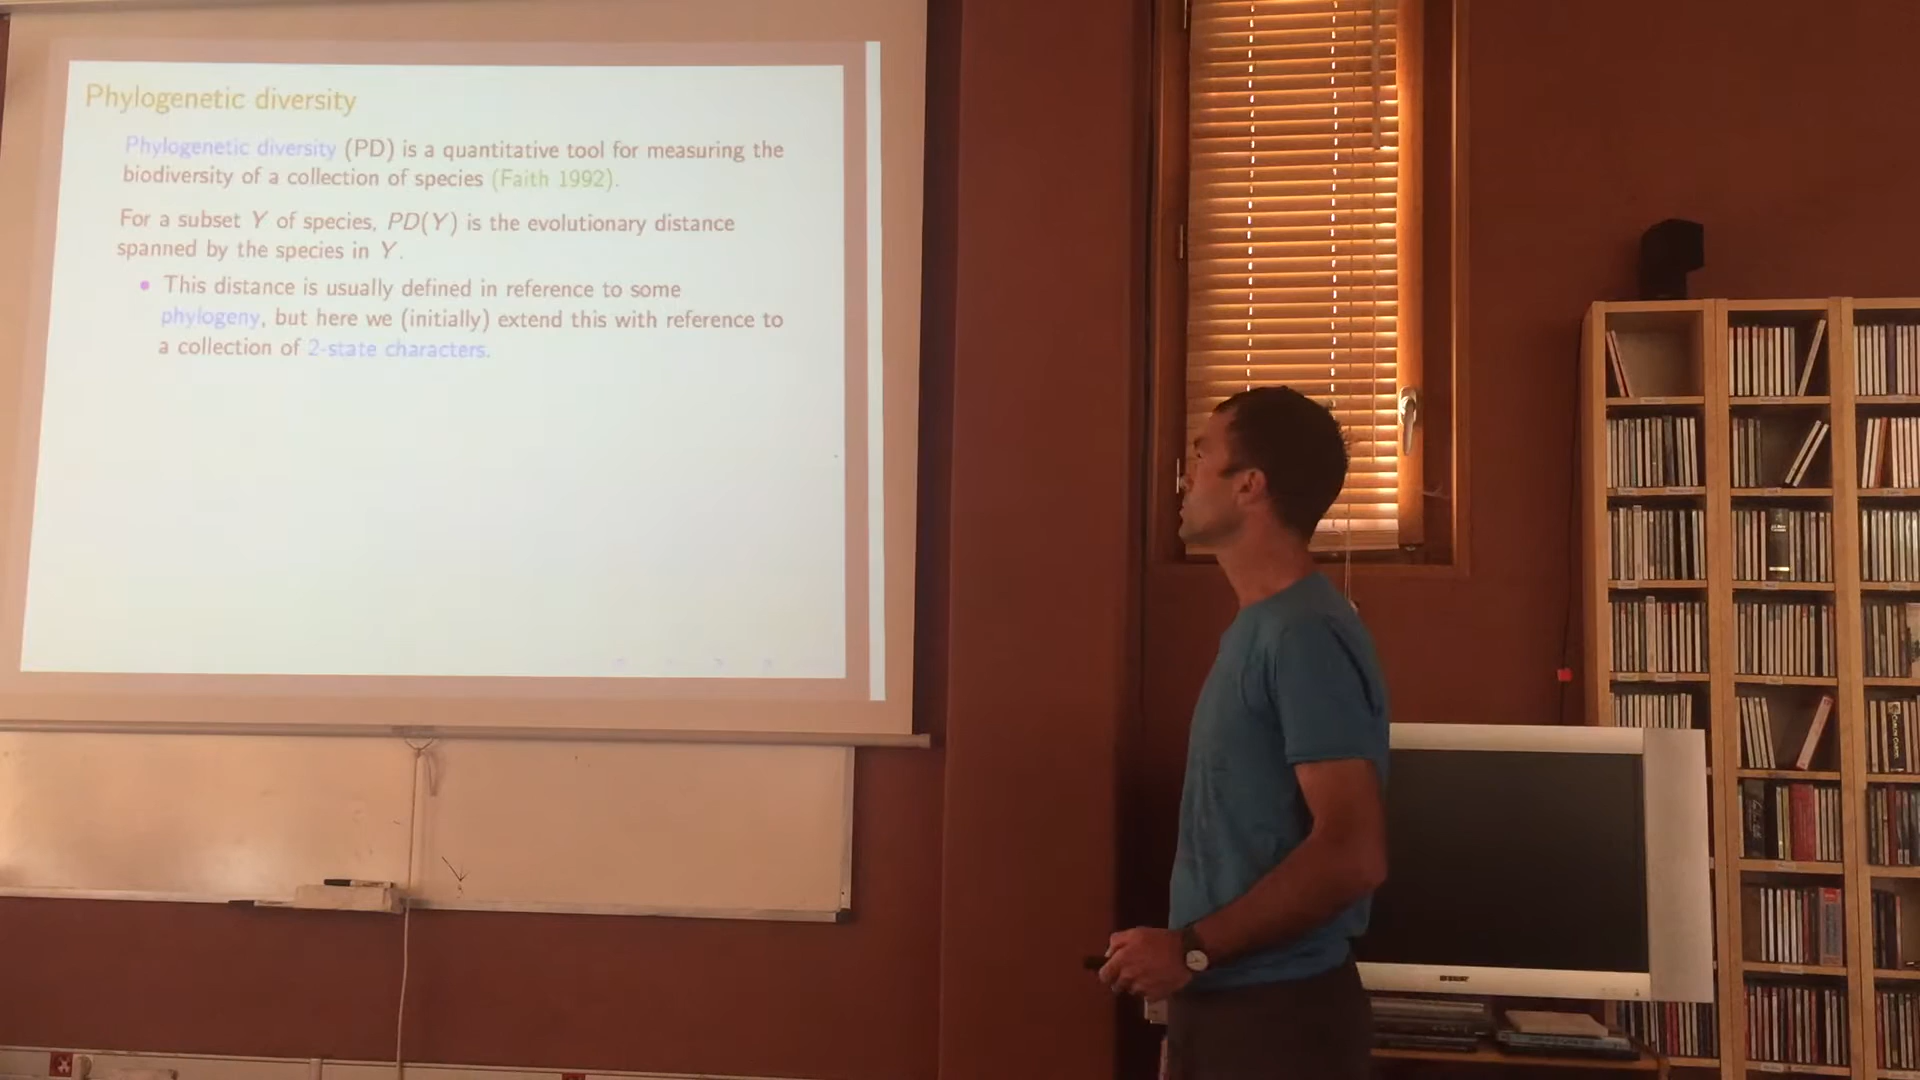 Phylogenetic diversity
Phylogenetic diversity (PD) is a quantitative tool for measuring the
biodiversity of a collection of species (Faith 1992).
For a subset Y of species, PD(Y) is the evolutionary distance
spanned by the species in Y.
• This distance is usually defined in reference to some
phylogeny, but here we (initially) extend this with reference to
a collection of 2-state characters.